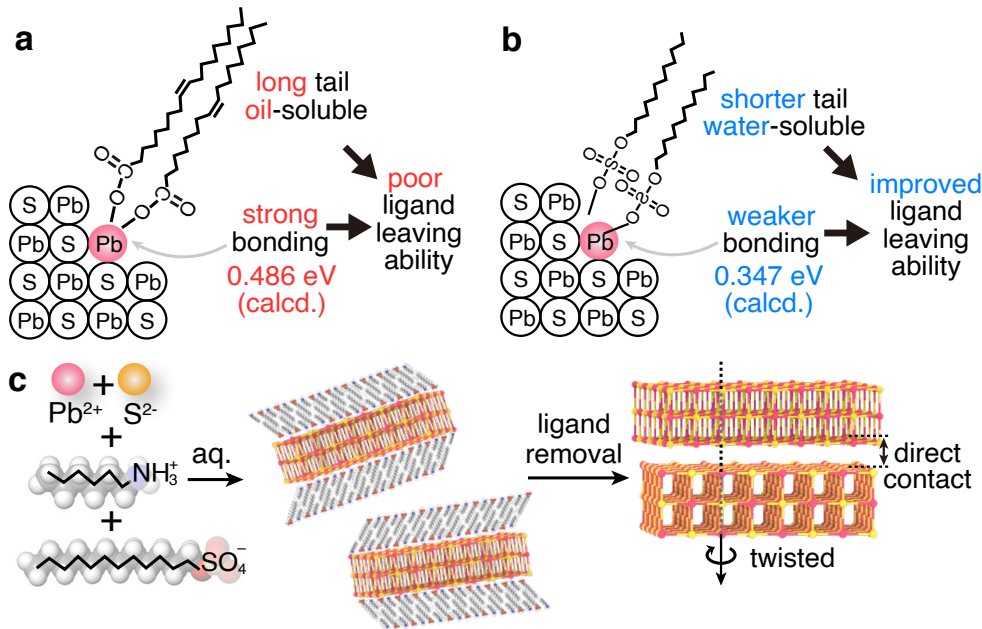 a
long tail
oil-soluble
O
O
C
O
C
O
poor
ligand
leaving
ability
strong
bonding
0.486 eV
(calcd.)
S Pb
Pb S Pb
S Pb S Pb
Pb S Pb S
b
shorter tail
water-soluble
O
O
S
O
O
O
S
O
O
O
improved
ligand
leaving
ability
weaker
bonding
0.347 eV
(calcd.)
S Pb
Pb S Pb
S Pb S Pb
Pb S Pb S
c
+
Pb²⁺ S²⁻
+
NH₃⁺
+
SO₄⁻
aq.
ligand
removal
direct
contact
twisted